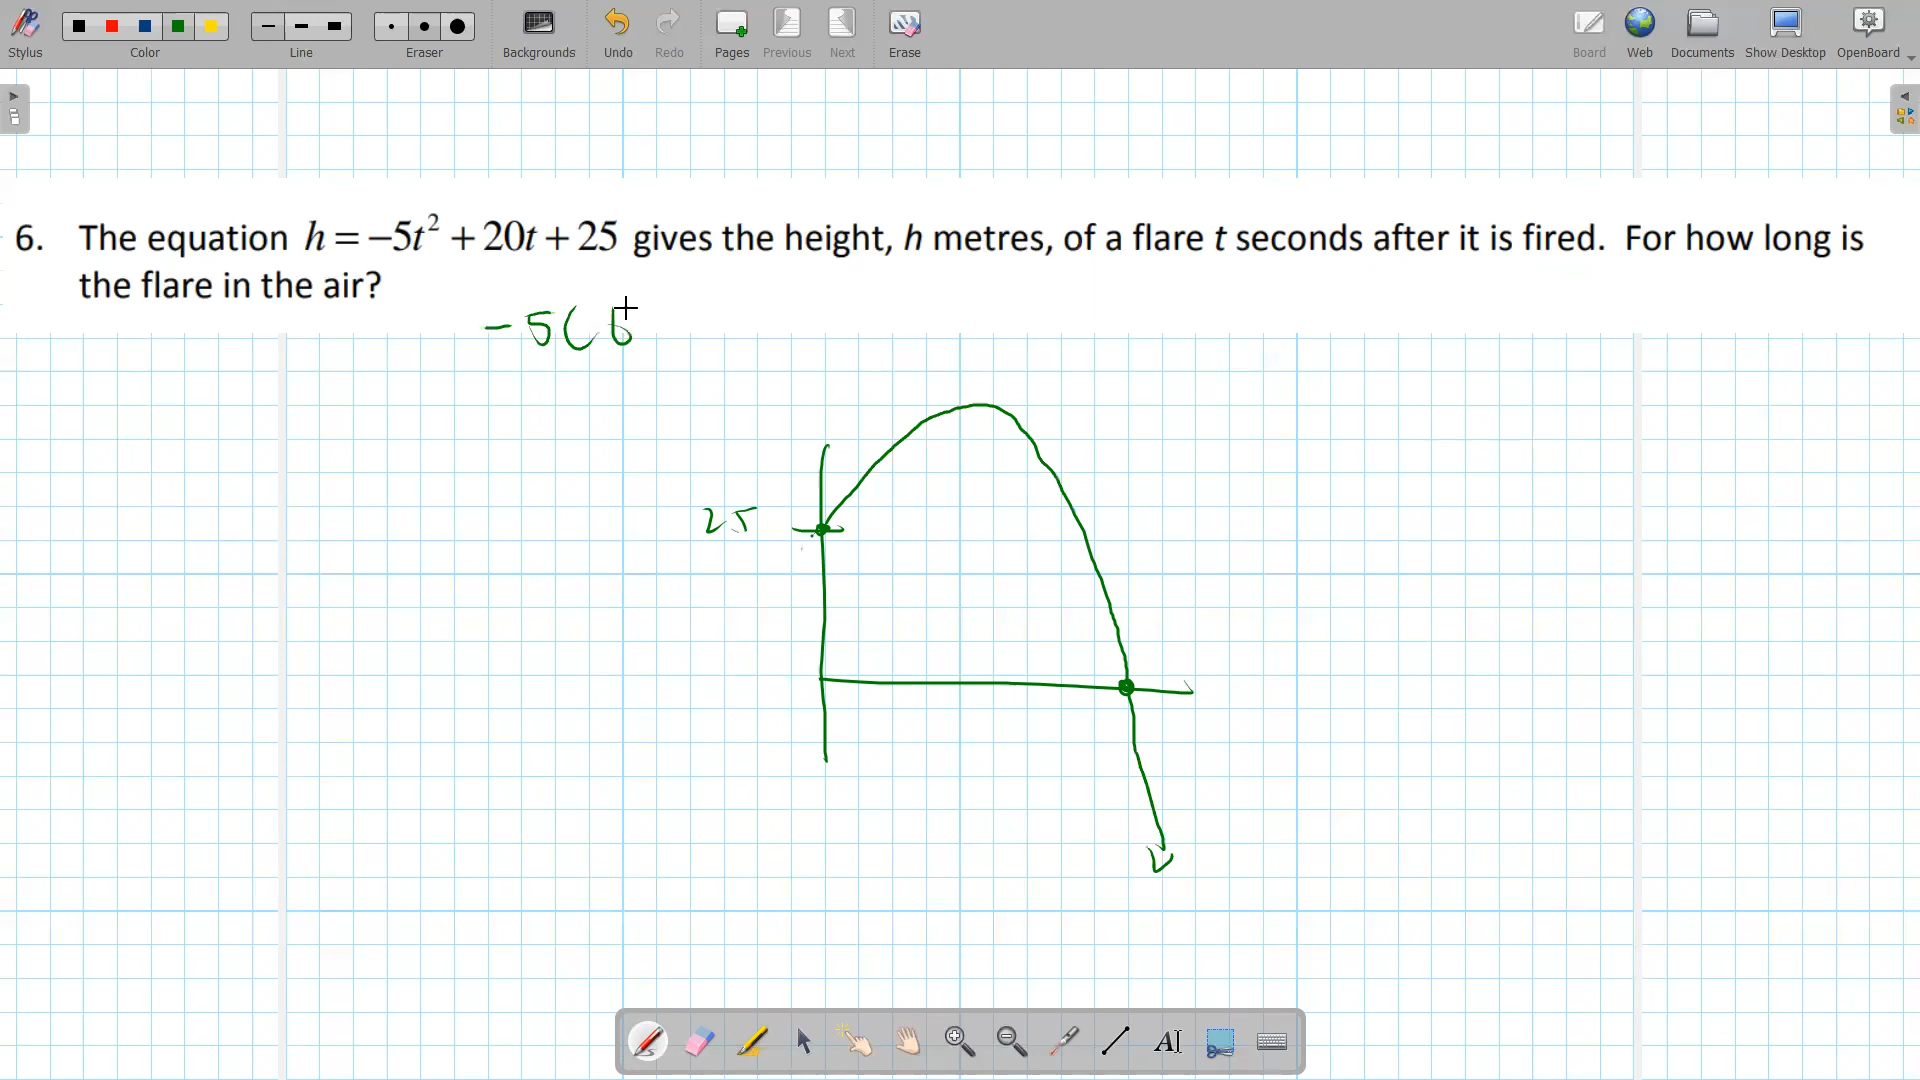 Stylus Color Line Eraser Backgrounds Undo Redo Pages Previous Next Erase Board Web Documents Show Desktop OpenBoard
6. The equation h = −5t² + 20t + 25 gives the height, h metres, of a flare t seconds after it is fired. For how long is
the flare in the air?
-5(
25